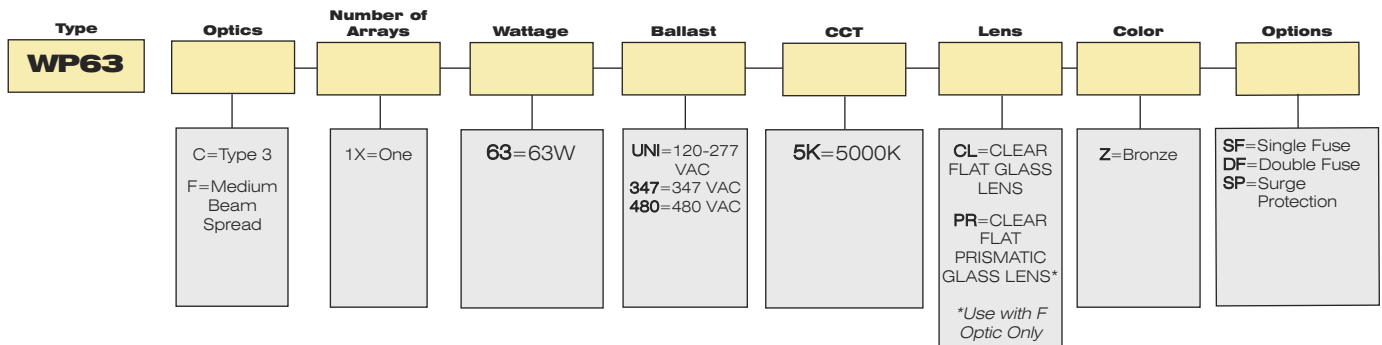 Type
WP63
Optics
C=Type 3
F=Medium
Beam
Spread
Number of
Arrays
1X=One
Wattage
63=63W
Ballast
UNI=120-277
VAC
347=347 VAC
480=480 VAC
CCT
5K=5000K
Lens
CL=CLEAR
FLAT GLASS
LENS
PR=CLEAR
FLAT
PRISMATIC
GLASS LENS*
*Use with F
Optic Only
Color
Z=Bronze
Options
SF=Single Fuse
DF=Double Fuse
SP=Surge
Protection